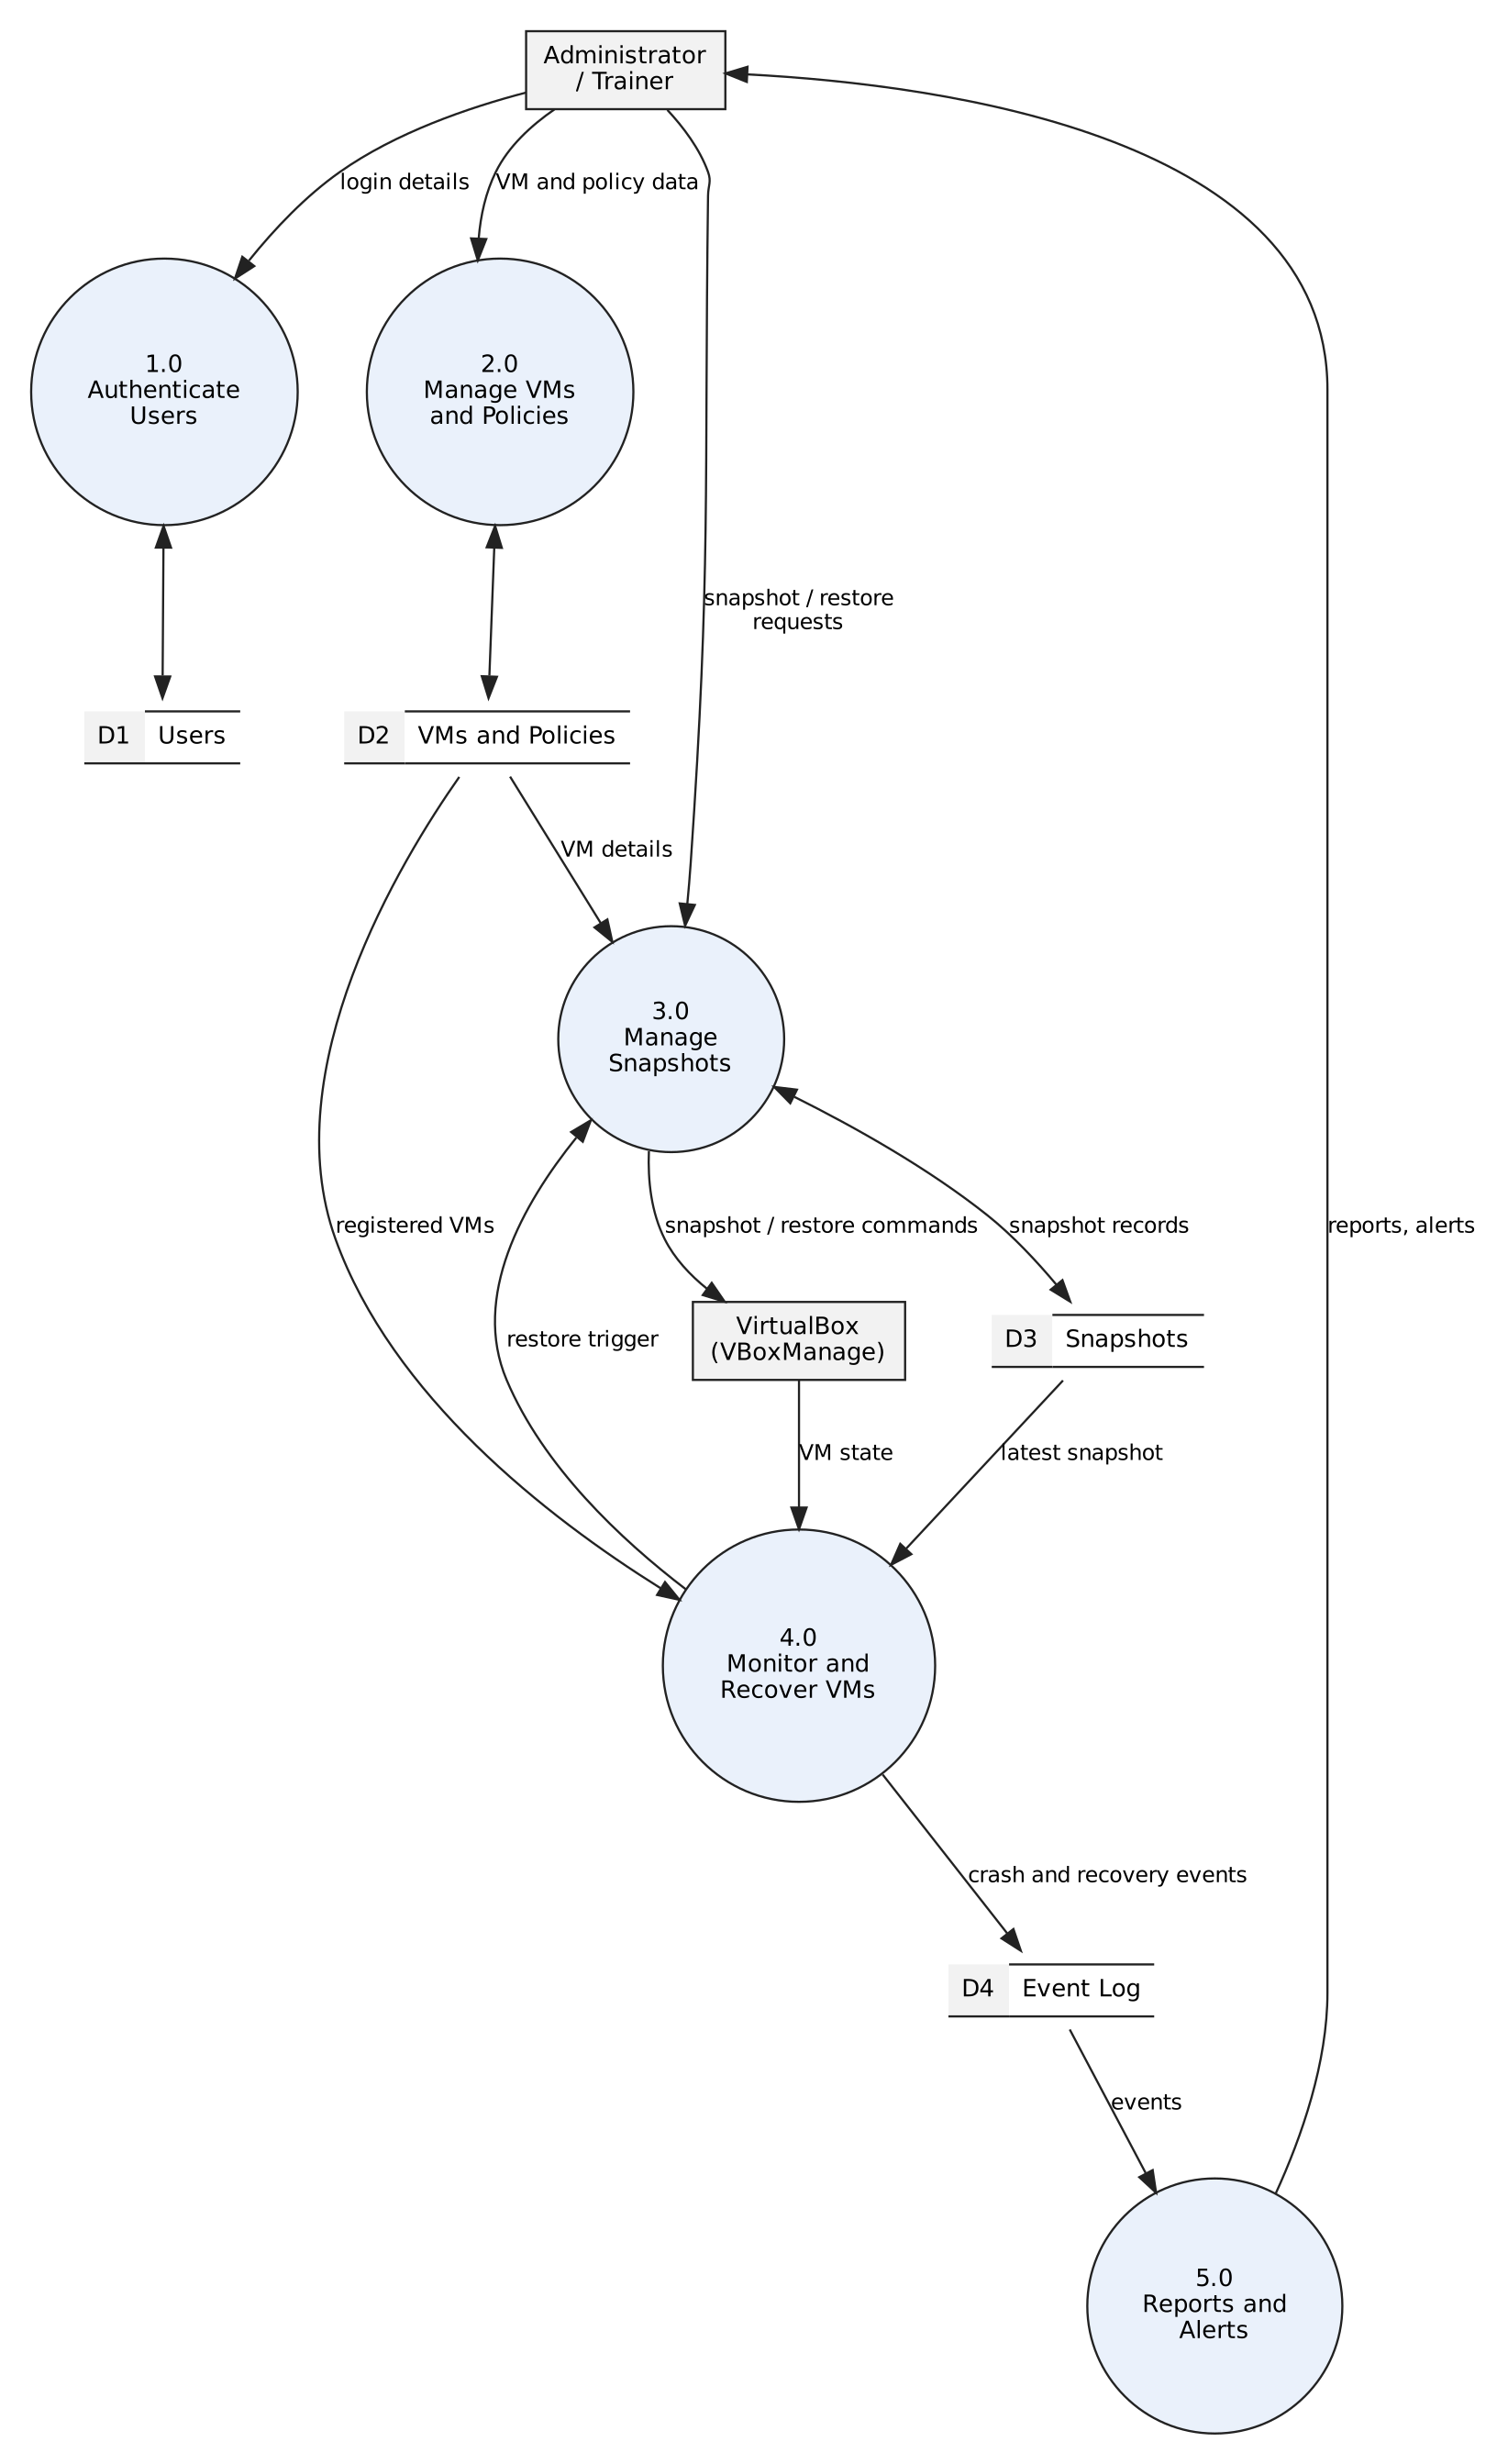 Administrator
/ Trainer
login details
VM and policy data
1.0
Authenticate
Users
2.0
Manage VMs
and Policies
snapshot / restore
requests
D1 Users
D2 VMs and Policies
VM details
3.0
Manage
Snapshots
registered VMs
snapshot / restore commands
snapshot records
reports, alerts
restore trigger
VirtualBox
(VBoxManage)
D3 Snapshots
VM state
latest snapshot
4.0
Monitor and
Recover VMs
crash and recovery events
D4 Event Log
events
5.0
Reports and
Alerts